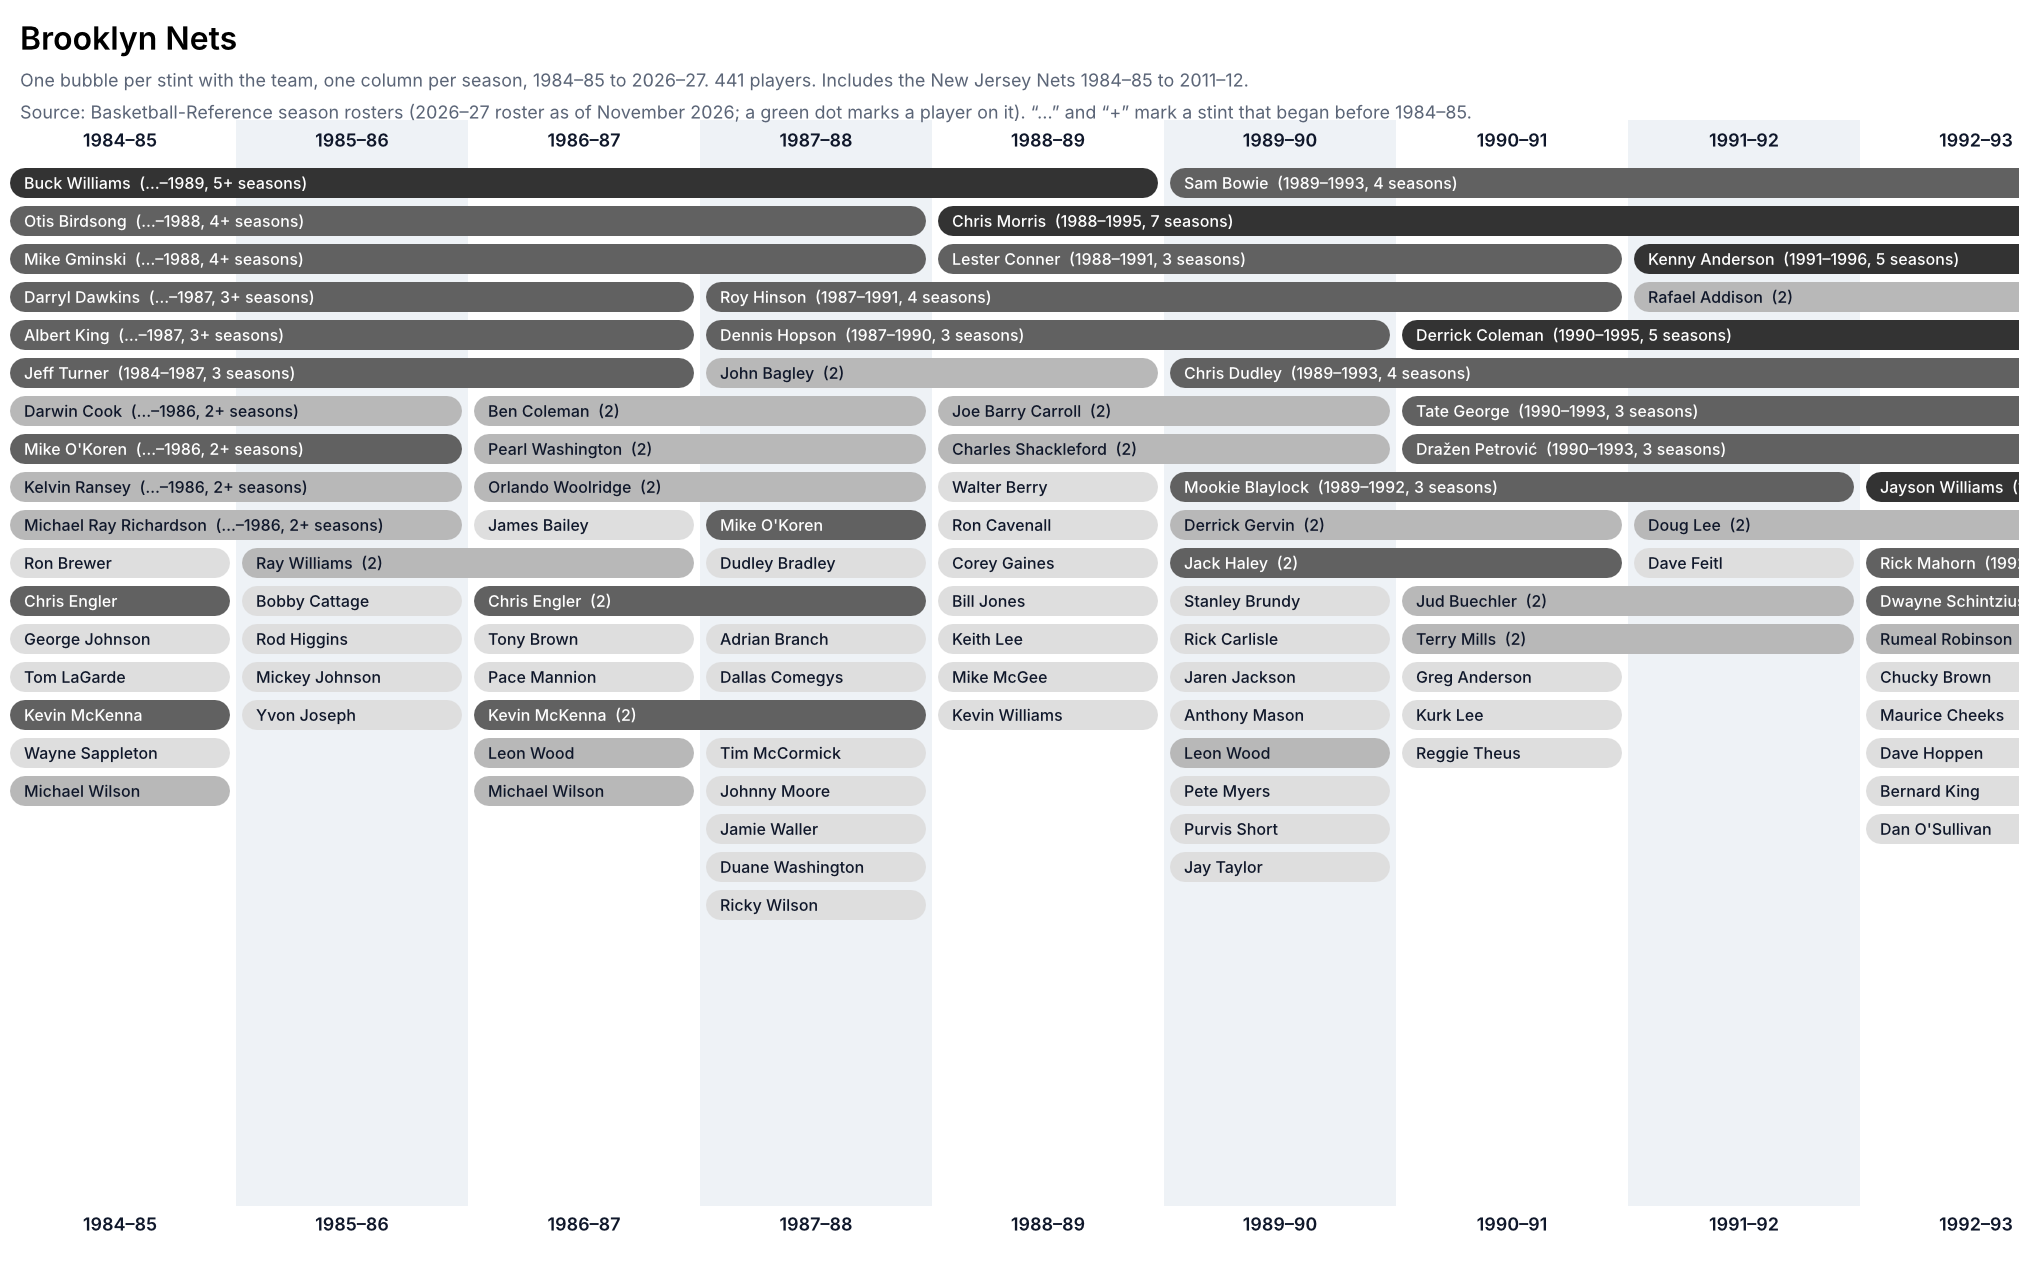 Brooklyn Nets
One bubble per stint with the team, one column per season, 1984–85 to 2026–27. 441 players. Includes the New Jersey Nets 1984–85 to 2011–12.
Source: Basketball-Reference season rosters (2026–27 roster as of November 2026; a green dot marks a player on it). “…” and “+” mark a stint that began before 1984–85.
1984–85 1985–86 1986–87 1987–88 1988–89 1989–90 1990–91 1991–92 1992–93
Buck Williams (…–1989, 5+ seasons) Sam Bowie (1989–1993, 4 seasons)
Otis Birdsong (…–1988, 4+ seasons) Chris Morris (1988–1995, 7 seasons)
Mike Gminski (…–1988, 4+ seasons) Lester Conner (1988–1991, 3 seasons) Kenny Anderson (1991–1996, 5 seasons)
Darryl Dawkins (…–1987, 3+ seasons) Roy Hinson (1987–1991, 4 seasons) Rafael Addison (2)
Albert King (…–1987, 3+ seasons) Dennis Hopson (1987–1990, 3 seasons) Derrick Coleman (1990–1995, 5 seasons)
Jeff Turner (1984–1987, 3 seasons) John Bagley (2) Chris Dudley (1989–1993, 4 seasons)
Darwin Cook (…–1986, 2+ seasons) Ben Coleman (2) Joe Barry Carroll (2) Tate George (1990–1993, 3 seasons)
Mike O'Koren (…–1986, 2+ seasons) Pearl Washington (2) Charles Shackleford (2) Dražen Petrović (1990–1993, 3 seasons)
Kelvin Ransey (…–1986, 2+ seasons) Orlando Woolridge (2) Walter Berry Mookie Blaylock (1989–1992, 3 seasons) Jayson Williams
Michael Ray Richardson (…–1986, 2+ seasons) James Bailey Mike O'Koren Ron Cavenall Derrick Gervin (2) Doug Lee (2)
Ron Brewer Ray Williams (2) Dudley Bradley Corey Gaines Jack Haley (2) Dave Feitl Rick Mahorn (199
Chris Engler Bobby Cattage Chris Engler (2) Bill Jones Stanley Brundy Jud Buechler (2) Dwayne Schintzius
George Johnson Rod Higgins Tony Brown Adrian Branch Keith Lee Rick Carlisle Terry Mills (2) Rumeal Robinson
Tom LaGarde Mickey Johnson Pace Mannion Dallas Comegys Mike McGee Jaren Jackson Greg Anderson Chucky Brown
Kevin McKenna Yvon Joseph Kevin McKenna (2) Kevin Williams Anthony Mason Kurk Lee Maurice Cheeks
Wayne Sappleton Leon Wood Tim McCormick Leon Wood Reggie Theus Dave Hoppen
Michael Wilson Michael Wilson Johnny Moore Pete Myers Bernard King
Jamie Waller Purvis Short Dan O'Sullivan
Duane Washington Jay Taylor
Ricky Wilson
1984–85 1985–86 1986–87 1987–88 1988–89 1989–90 1990–91 1991–92 1992–93